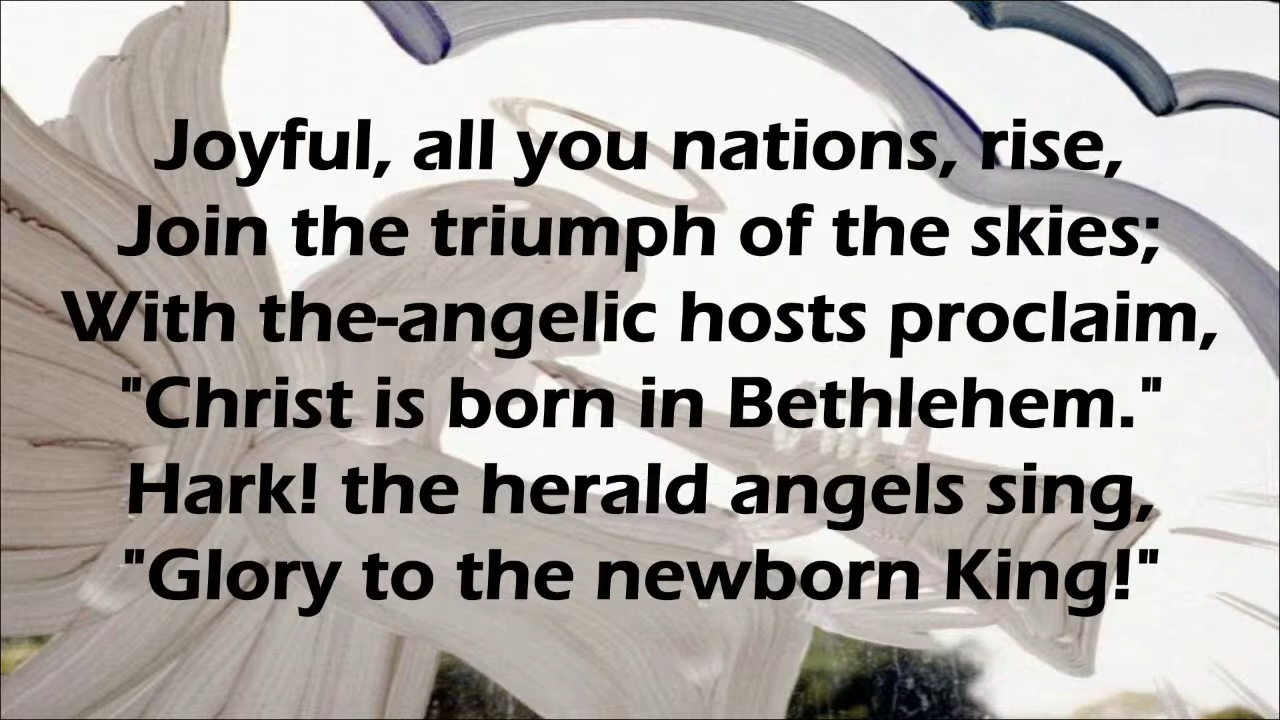 Joyful, all you nations, rise,
Join the triumph of the skies;
With the-angelic hosts proclaim,
"Christ is born in Bethlehem."
Hark! the herald angels sing,
"Glory to the newborn King!"